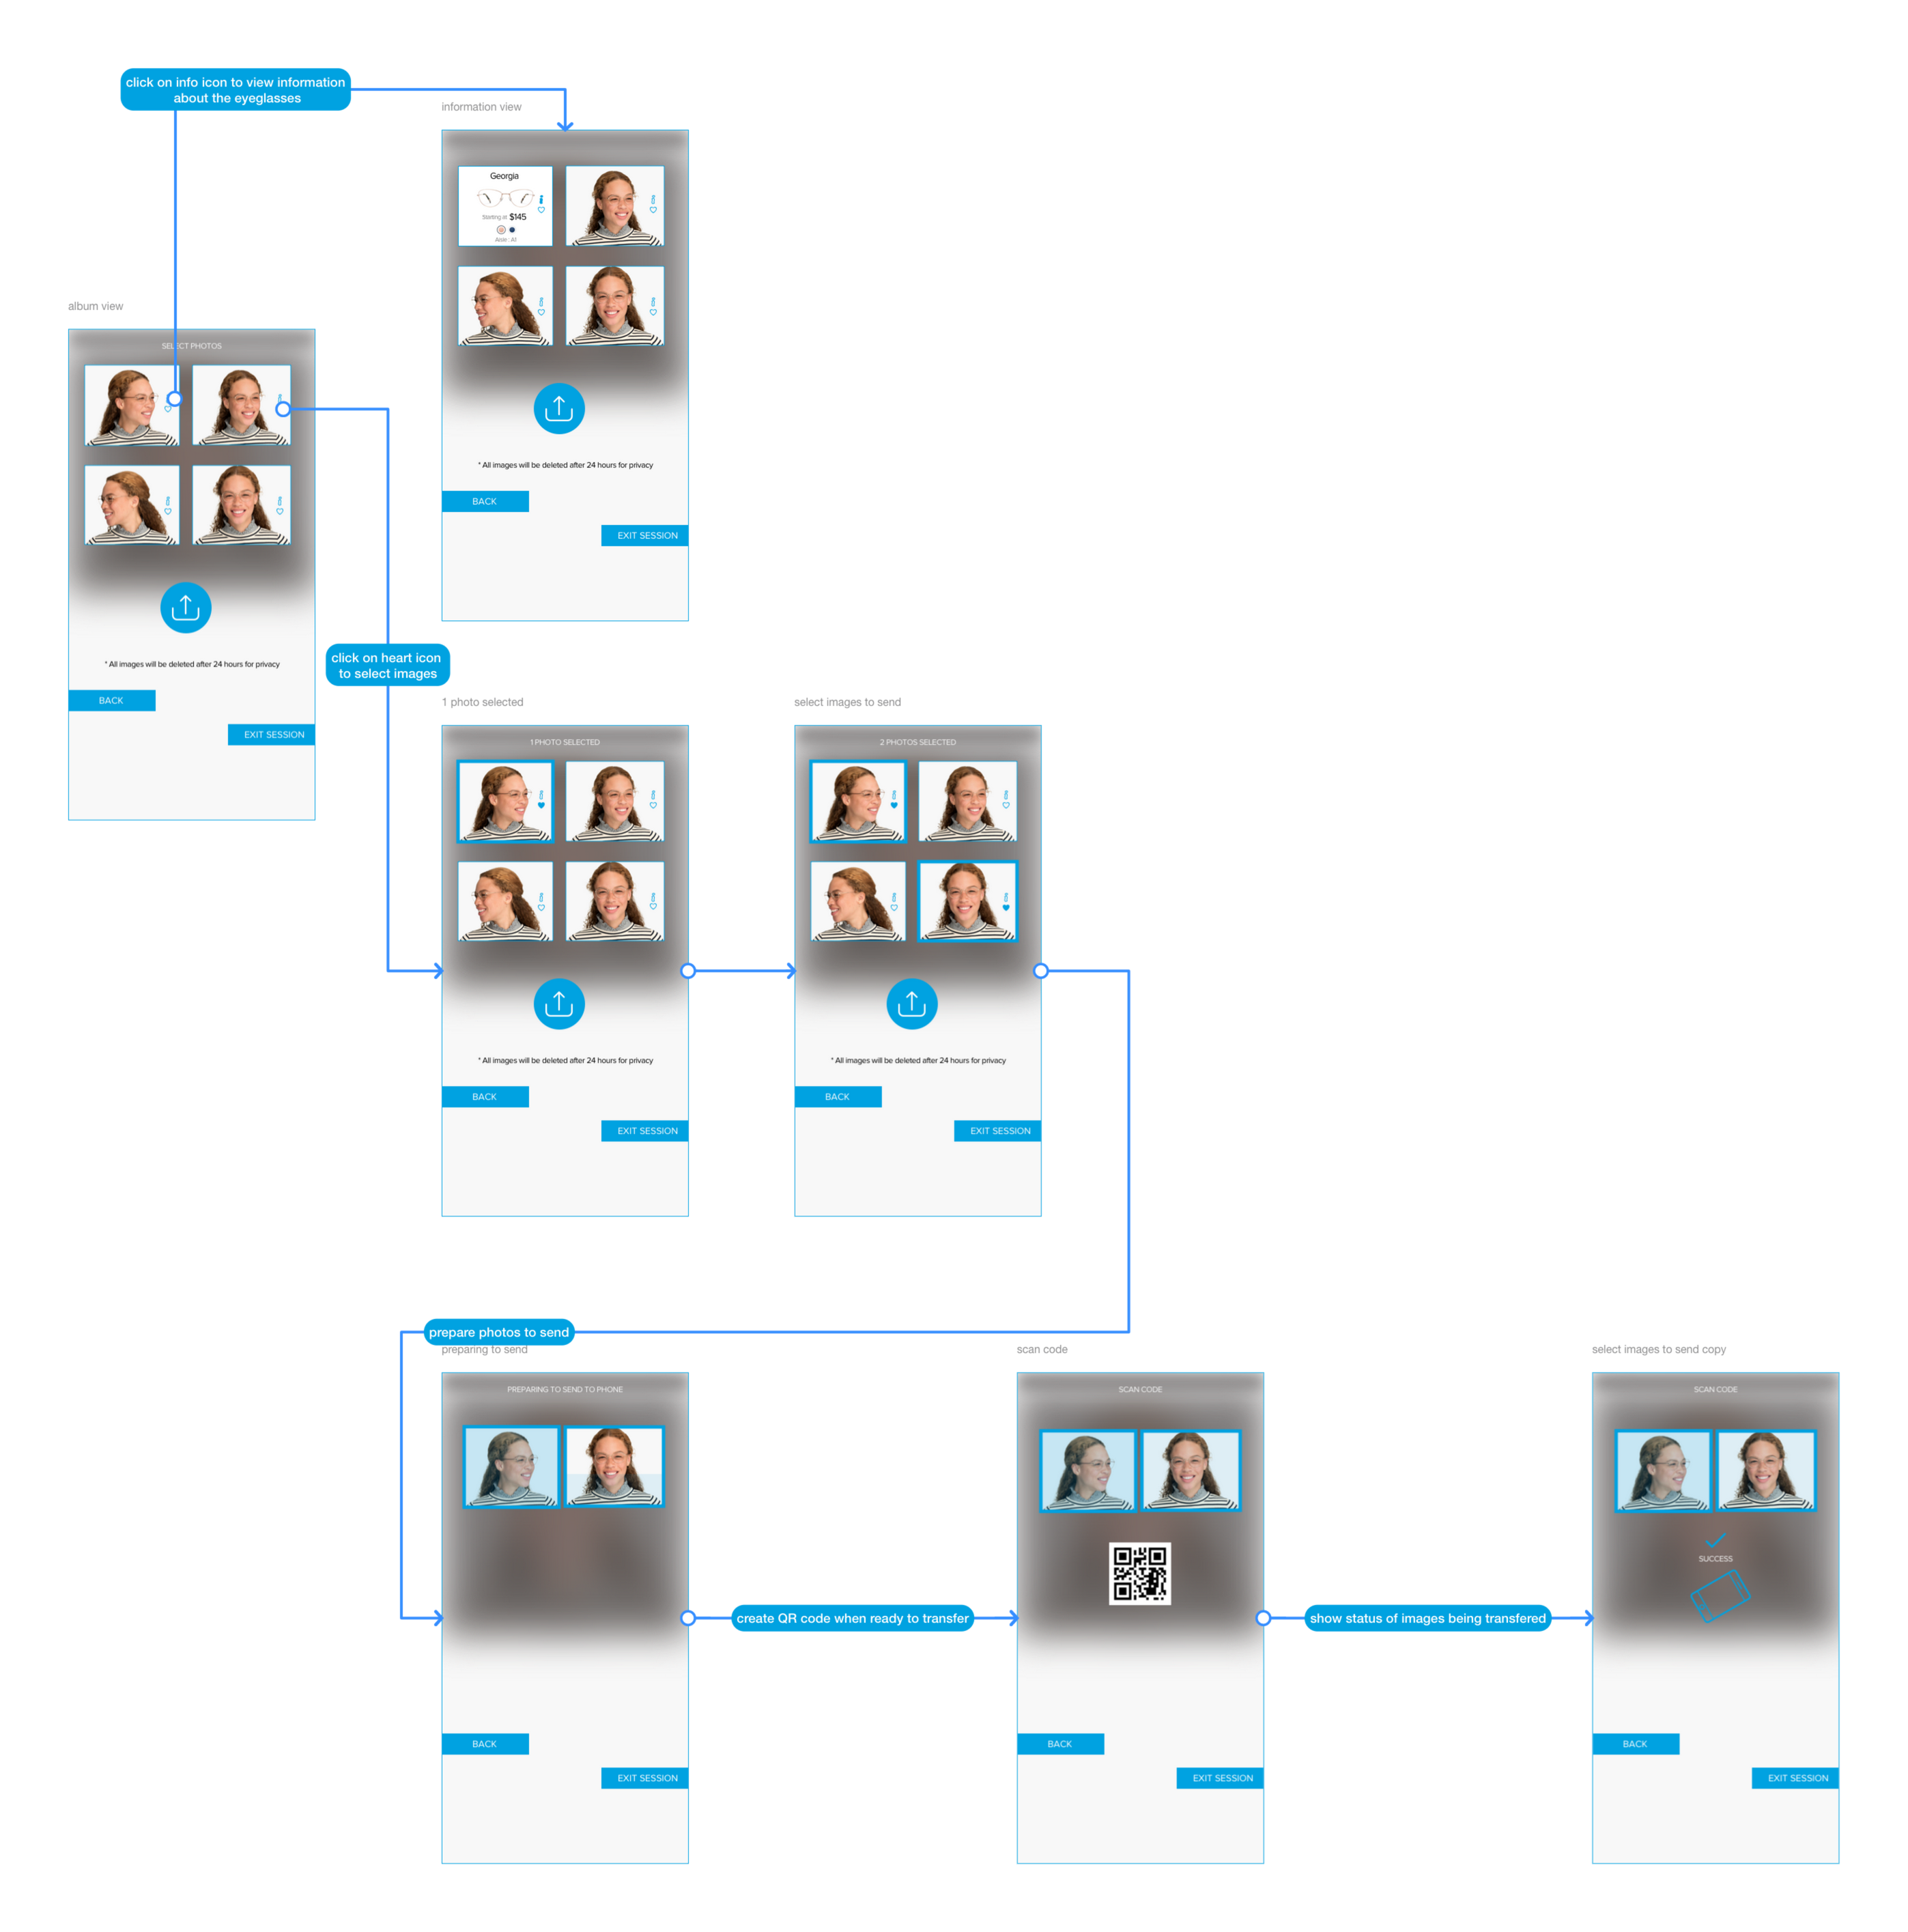 click on info icon to view information
about the eyeglasses
information view
Georgia
Starting at $145
Aisle : A1
* All images will be deleted after 24 hours for privacy
BACK
EXIT SESSION
album view
SELECT PHOTOS
* All images will be deleted after 24 hours for privacy
BACK
EXIT SESSION
click on heart icon
to select images
1 photo selected
1 PHOTO SELECTED
* All images will be deleted after 24 hours for privacy
BACK
EXIT SESSION
select images to send
2 PHOTOS SELECTED
* All images will be deleted after 24 hours for privacy
BACK
EXIT SESSION
prepare photos to send
preparing to send
PREPARING TO SEND TO PHONE
BACK
EXIT SESSION
create QR code when ready to transfer
scan code
SCAN CODE
BACK
EXIT SESSION
show status of images being transfered
select images to send copy
SCAN CODE
SUCCESS
BACK
EXIT SESSION